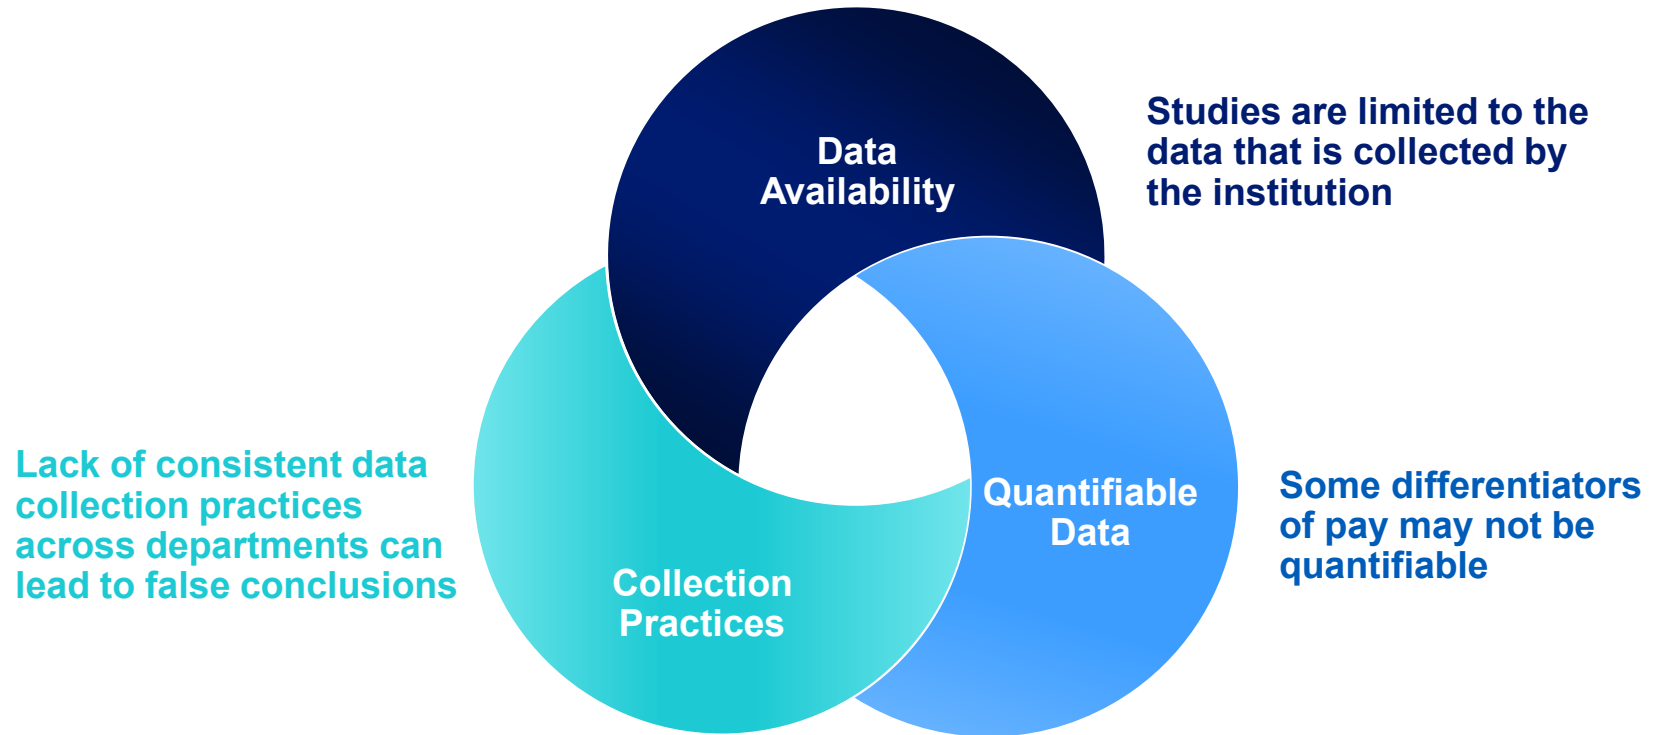 Data
Availability
Studies are limited to the
data that is collected by
the institution
Lack of consistent data
collection practices
across departments can
lead to false conclusions
Collection
Practices
Quantifiable
Data
Some differentiators
of pay may not be
quantifiable